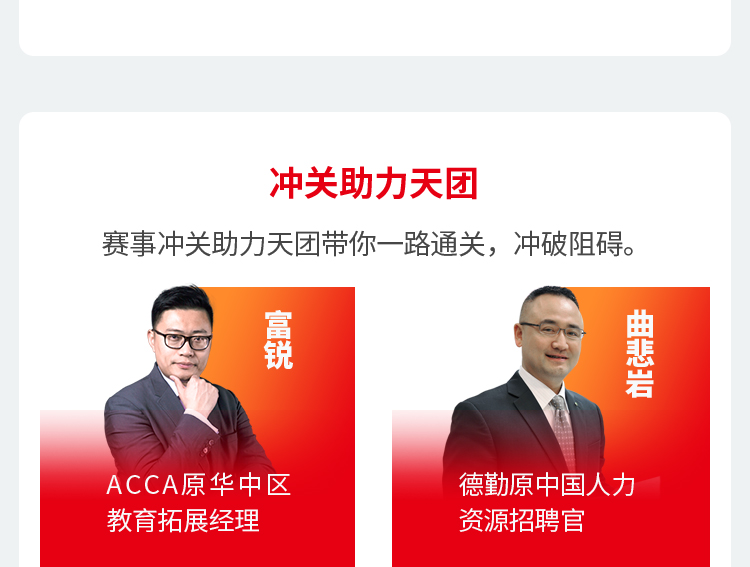 冲关助力天团
赛事冲关助力天团带你一路通关，冲破阻碍。
富锐
ACCA原华中区
教育拓展经理
曲悲岩
德勤原中国人力
资源招聘官